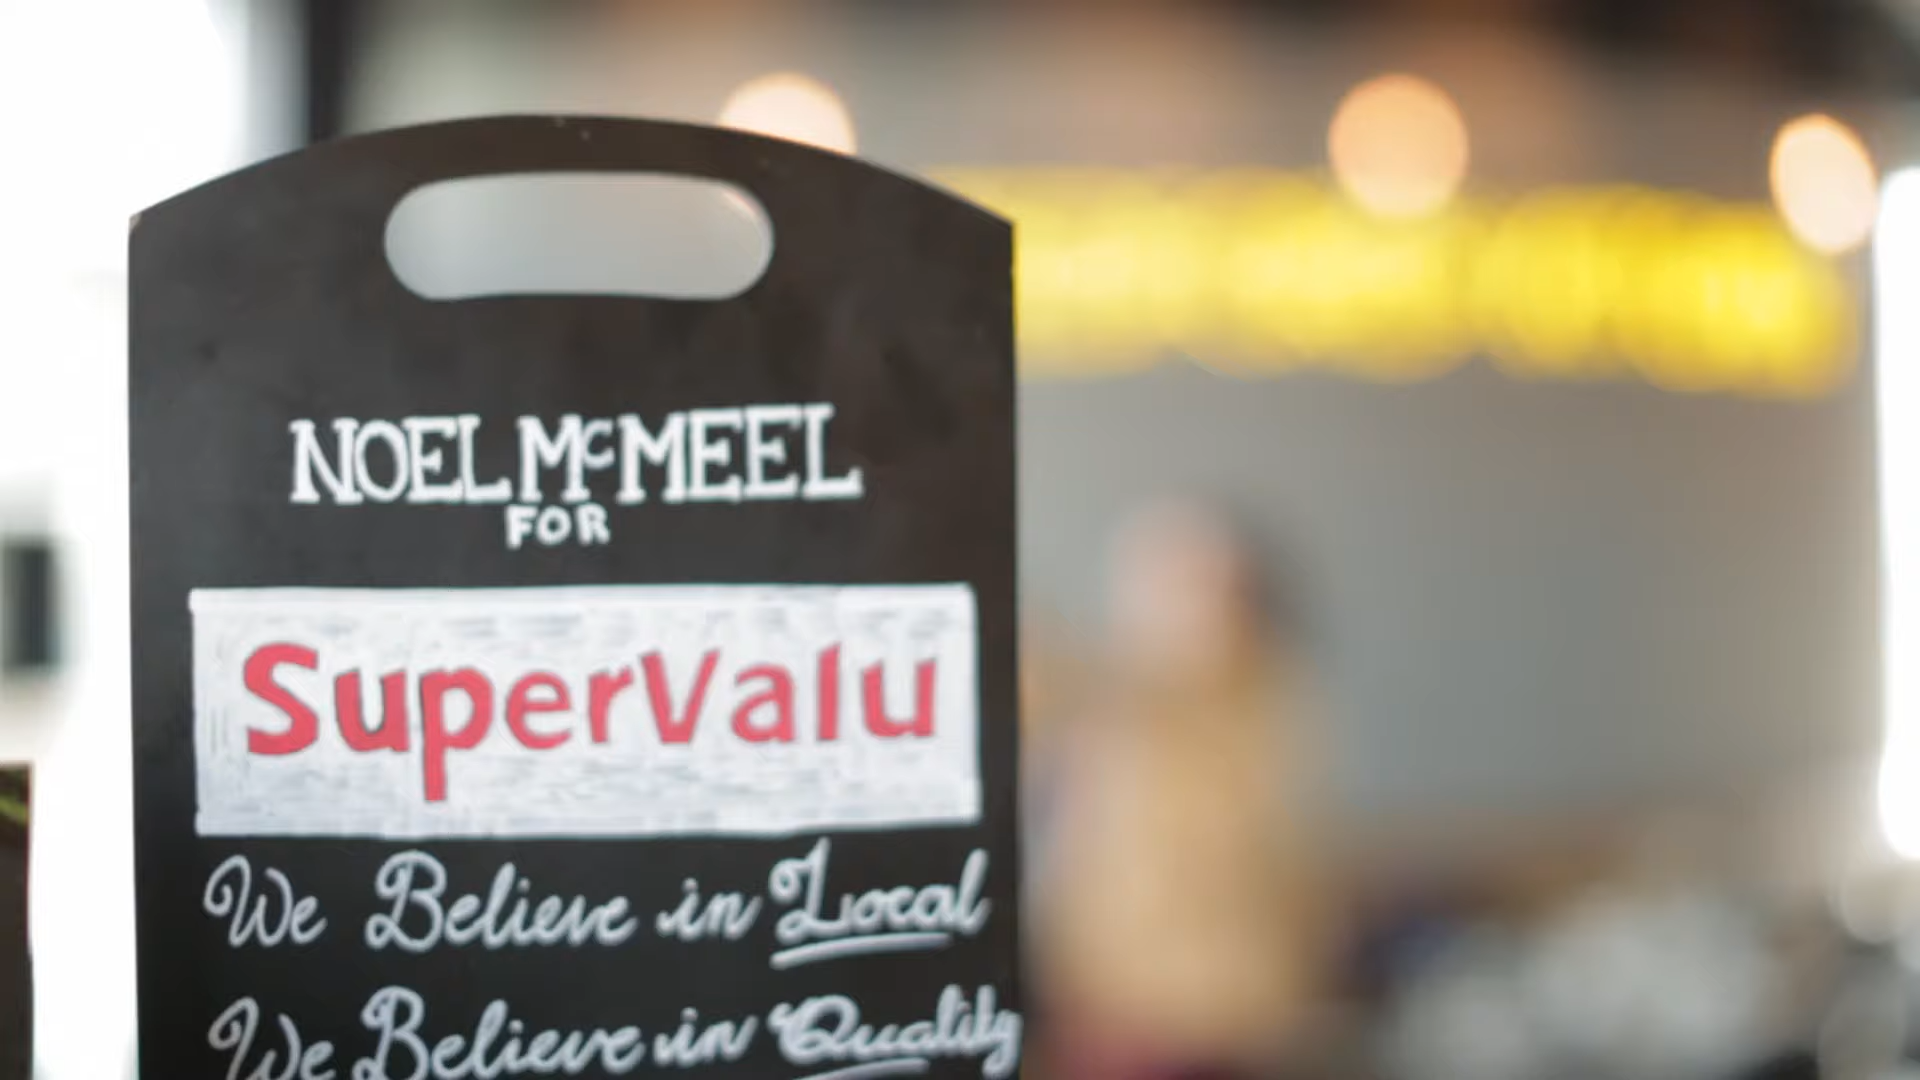 NOEL McMEEL
FOR
SuperValu
We Believe in Local
We Believe in Quality